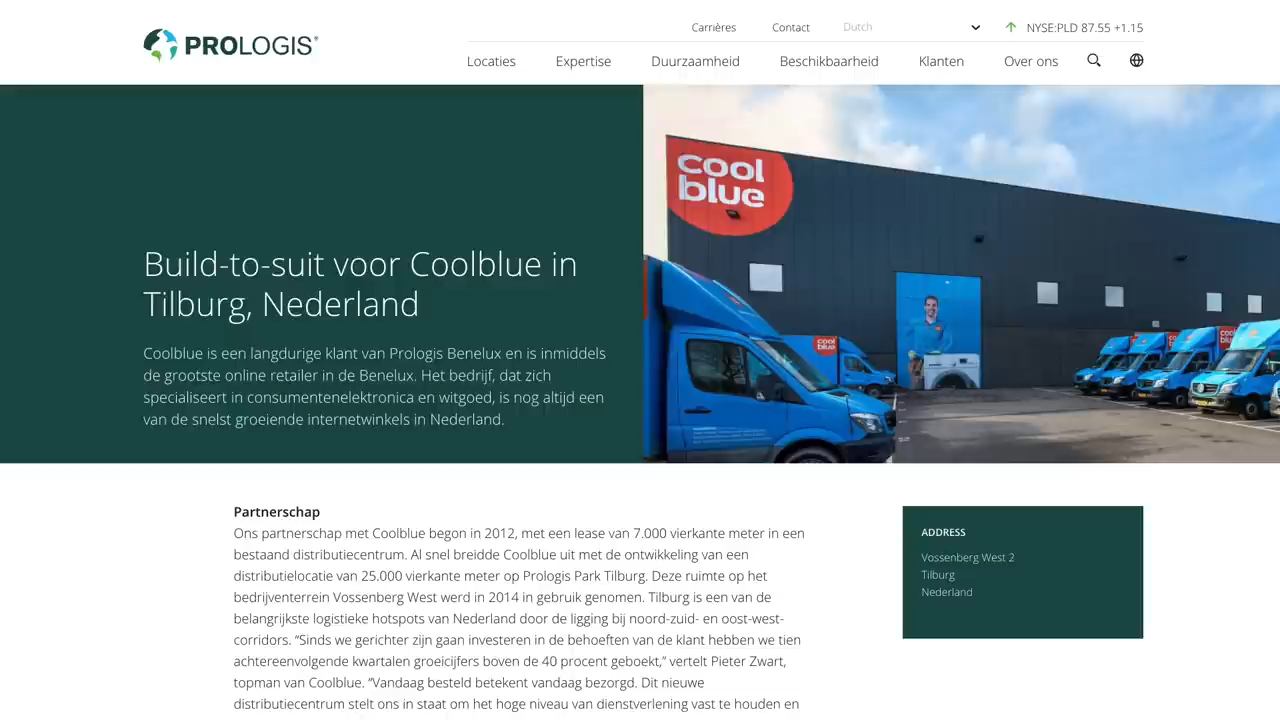 PROLOGIS®
Carrières
Contact
Dutch
NYSE:PLD 87.55 +1.15
Locaties
Expertise
Duurzaamheid
Beschikbaarheid
Klanten
Over ons
cool
blue
cool
blue
cool
blue
Build-to-suit voor Coolblue in
Tilburg, Nederland
Coolblue is een langdurige klant van Prologis Benelux en is inmiddels
de grootste online retailer in de Benelux. Het bedrijf, dat zich
specialiseert in consumentenelektronica en witgoed, is nog altijd een
van de snelst groeiende internetwinkels in Nederland.
Partnerschap
Ons partnerschap met Coolblue begon in 2012, met een lease van 7.000 vierkante meter in een
bestaand distributiecentrum. Al snel breidde Coolblue uit met de ontwikkeling van een
distributielocatie van 25.000 vierkante meter op Prologis Park Tilburg. Deze ruimte op het
bedrijventerrein Vossenberg West werd in 2014 in gebruik genomen. Tilburg is een van de
belangrijkste logistieke hotspots van Nederland door de ligging bij noord-zuid- en oost-west-
corridors. “Sinds we gerichter zijn gaan investeren in de behoeften van de klant hebben we tien
achtereenvolgende kwartalen groeicijfers boven de 40 procent geboekt,” vertelt Pieter Zwart,
topman van Coolblue. “Vandaag besteld betekent vandaag bezorgd. Dit nieuwe
distributiecentrum stelt ons in staat om het hoge niveau van dienstverlening vast te houden en
ADDRESS
Vossenberg West 2
Tilburg
Nederland